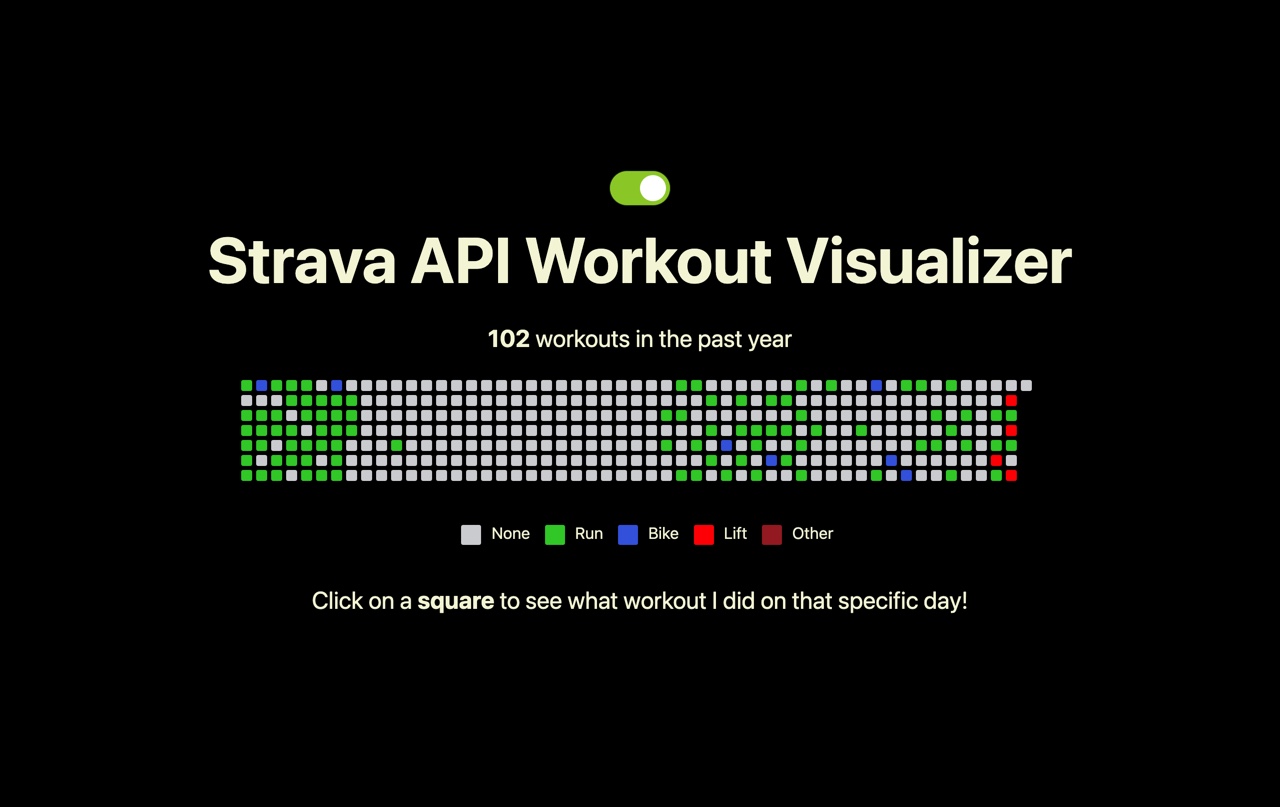 Strava API Workout Visualizer
102 workouts in the past year
None Run Bike Lift Other
Click on a square to see what workout I did on that specific day!